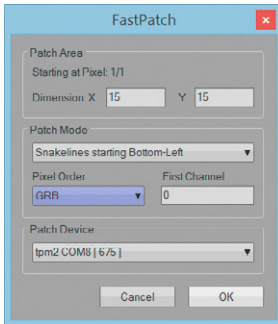 FastPatch
Patch Area
Starting at Pixel: 1/1
Dimension X 15 Y 15
Patch Mode
Snakelines starting Bottom-Left
Pixel Order First Channel
GRB 0
Patch Device
tpm2 COM8 [ 675 ]
Cancel OK